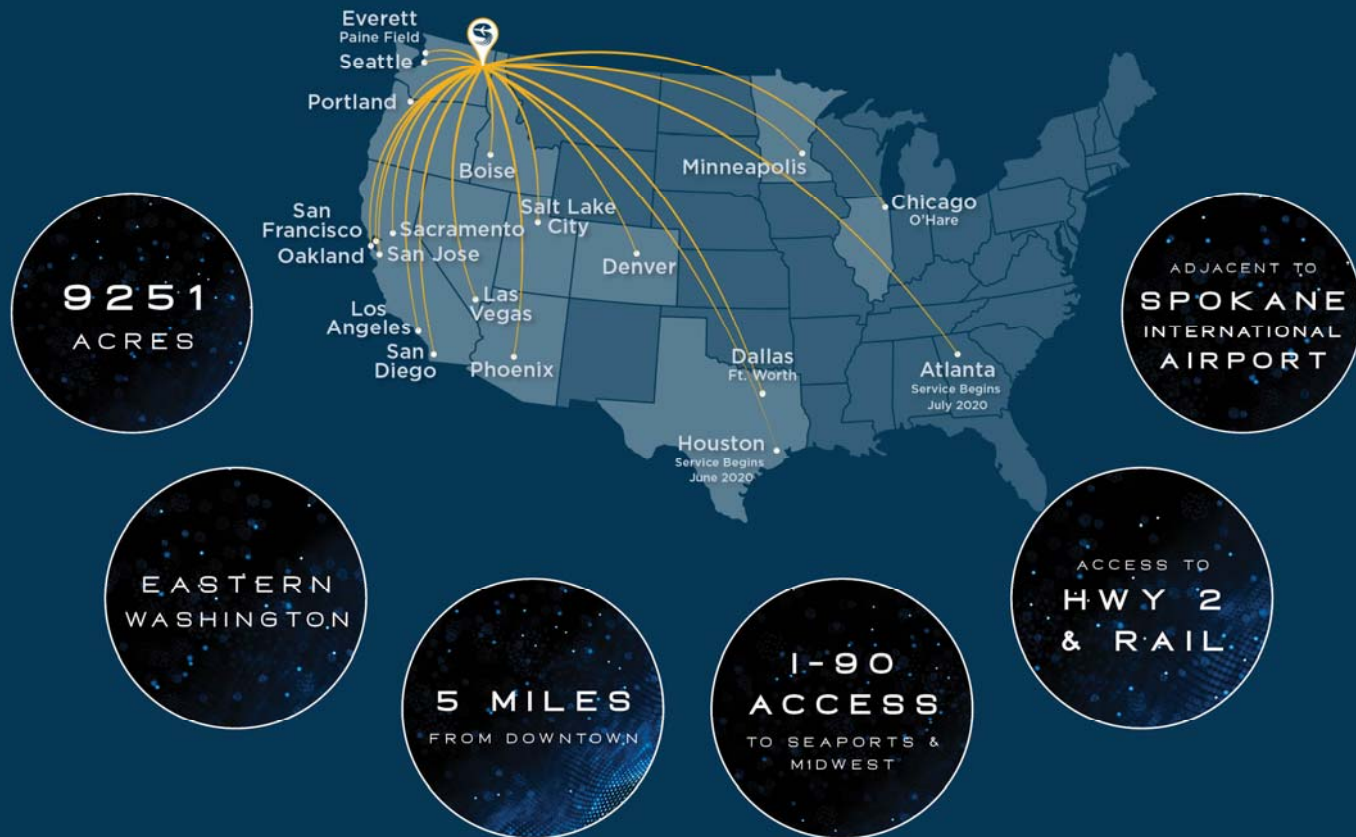 Everett
Paine Field
Seattle
Portland
Boise
Minneapolis
Chicago
O'Hare
San
Francisco
Oakland
Sacramento
San Jose
Salt Lake
City
Denver
Las
Vegas
Los
Angeles
San
Diego
Phoenix
Dallas
Ft. Worth
Atlanta
Service Begins
July 2020
Houston
Service Begins
June 2020
9251
ACRES
EASTERN
WASHINGTON
5 MILES
FROM DOWNTOWN
I-90
ACCESS
TO SEAPORTS &
MIDWEST
ACCESS TO
HWY 2
& RAIL
ADJACENT TO
SPOKANE
INTERNATIONAL
AIRPORT